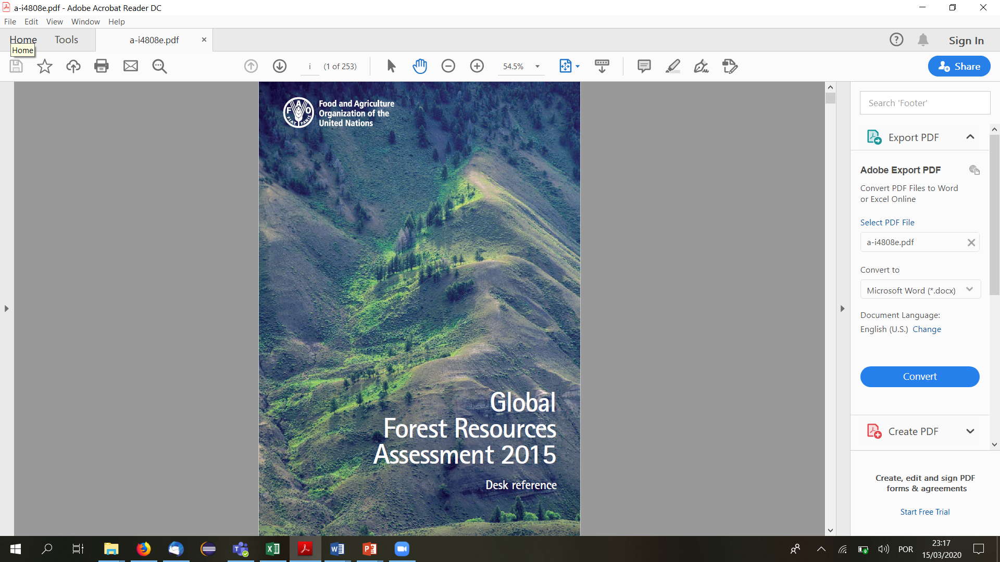 a-i4808e.pdf - Adobe Acrobat Reader DC
File Edit View Window Help
Home Tools a-i4808e.pdf Sign In
Home
i (1 of 253) 54.5% Share
FAO
FIAT PANIS
Food and Agriculture
Organization of the
United Nations
Global
Forest Resources
Assessment 2015
Desk reference
Search 'Footer'
Export PDF
Adobe Export PDF
Convert PDF Files to Word
or Excel Online
Select PDF File
a-i4808e.pdf
Convert to
Microsoft Word (*.docx)
Document Language:
English (U.S.) Change
Convert
Create PDF
Create, edit and sign PDF
forms & agreements
Start Free Trial
POR
23:17
15/03/2020